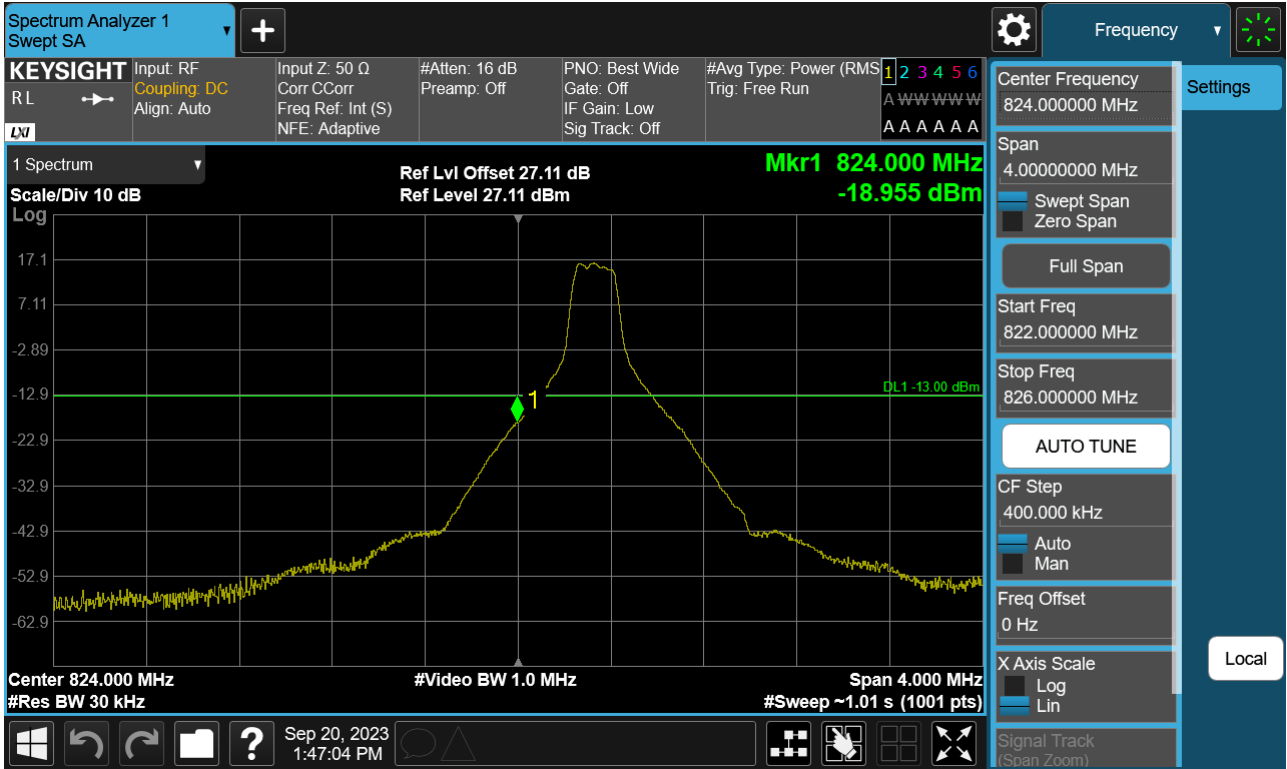 Spectrum Analyzer 1
Swept SA
+
Frequency
KEYSIGHT
R L
LXI
Input: RF
Coupling: DC
Align: Auto
Input Z: 50 Ω
Corr CCorr
Freq Ref: Int (S)
NFE: Adaptive
#Atten: 16 dB
Preamp: Off
PNO: Best Wide
Gate: Off
IF Gain: Low
Sig Track: Off
#Avg Type: Power (RMS
Trig: Free Run
1 2 3 4 5 6
A W W W W W
A A A A A A
1 Spectrum
Scale/Div 10 dB
Log
Ref Lvl Offset 27.11 dB
Ref Level 27.11 dBm
Mkr1 824.000 MHz
-18.955 dBm
17.1
7.11
-2.89
-12.9
-22.9
-32.9
-42.9
-52.9
-62.9
1
DL1 -13.00 dBm
Center 824.000 MHz
#Res BW 30 kHz
#Video BW 1.0 MHz
Span 4.000 MHz
#Sweep ~1.01 s (1001 pts)
Center Frequency
824.000000 MHz
Settings
Span
4.00000000 MHz
Swept Span
Zero Span
Full Span
Start Freq
822.000000 MHz
Stop Freq
826.000000 MHz
AUTO TUNE
CF Step
400.000 kHz
Auto
Man
Freq Offset
0 Hz
X Axis Scale
Log
Lin
Signal Track
(Span Zoom)
Local
?
Sep 20, 2023
1:47:04 PM